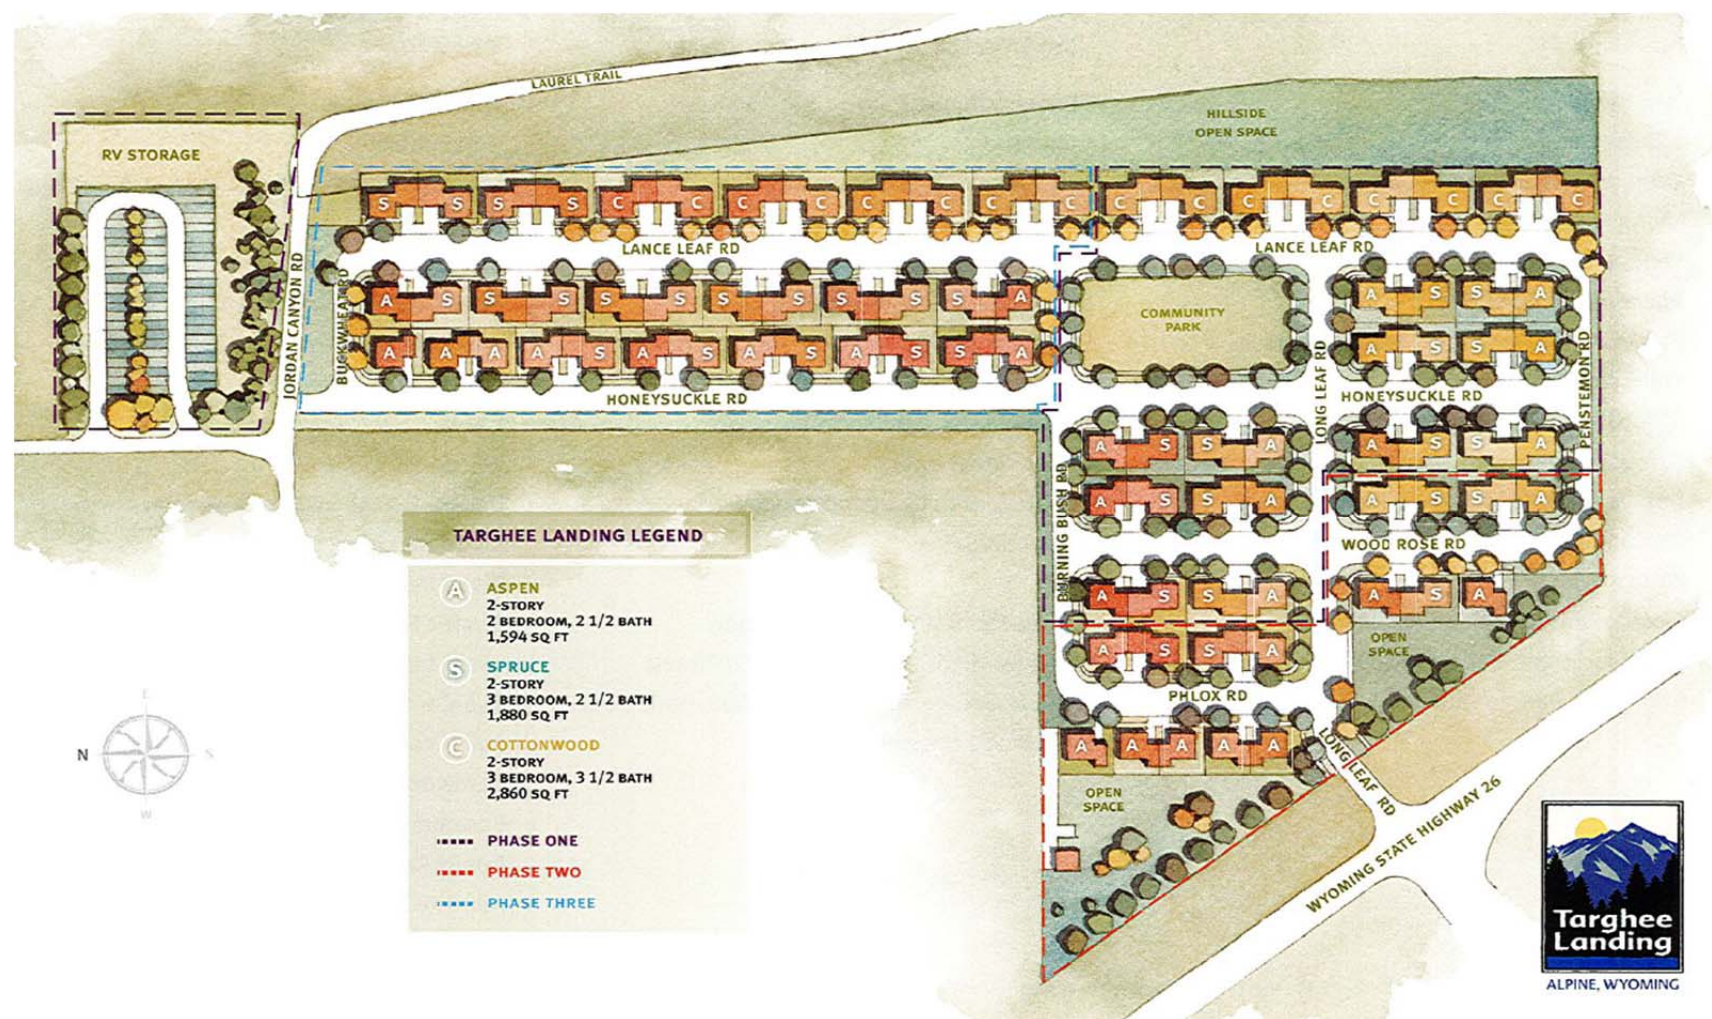 LAUREL TRAIL
HILLSIDE
OPEN SPACE
RV STORAGE
S S S S C C C C C C C C C C C C C C C C
LANCE LEAF RD
LANCE LEAF RD
JORDAN CANYON RD
BUCKWHEAT RD
A S S S S S S S S S S A
A A A A S A S A S A S S A
COMMUNITY
PARK
A S S A
A S S A
LONG LEAF RD
PENSTEMON RD
HONEYSUCKLE RD
HONEYSUCKLE RD
A S S A A S S A
A S S A A S S A
BURNING BUSH RD
WOOD ROSE RD
A S S A A S A
A S S A
OPEN
SPACE
PHLOX RD
A A A A A
LONG LEAF RD
OPEN
SPACE
WYOMING STATE HIGHWAY 26
TARGHEE LANDING LEGEND
A ASPEN
2-STORY
2 BEDROOM, 2 1/2 BATH
1,594 SQ FT
S SPRUCE
2-STORY
3 BEDROOM, 2 1/2 BATH
1,880 SQ FT
C COTTONWOOD
2-STORY
3 BEDROOM, 3 1/2 BATH
2,860 SQ FT
PHASE ONE
PHASE TWO
PHASE THREE
E
N S
W
Targhee
Landing
ALPINE, WYOMING